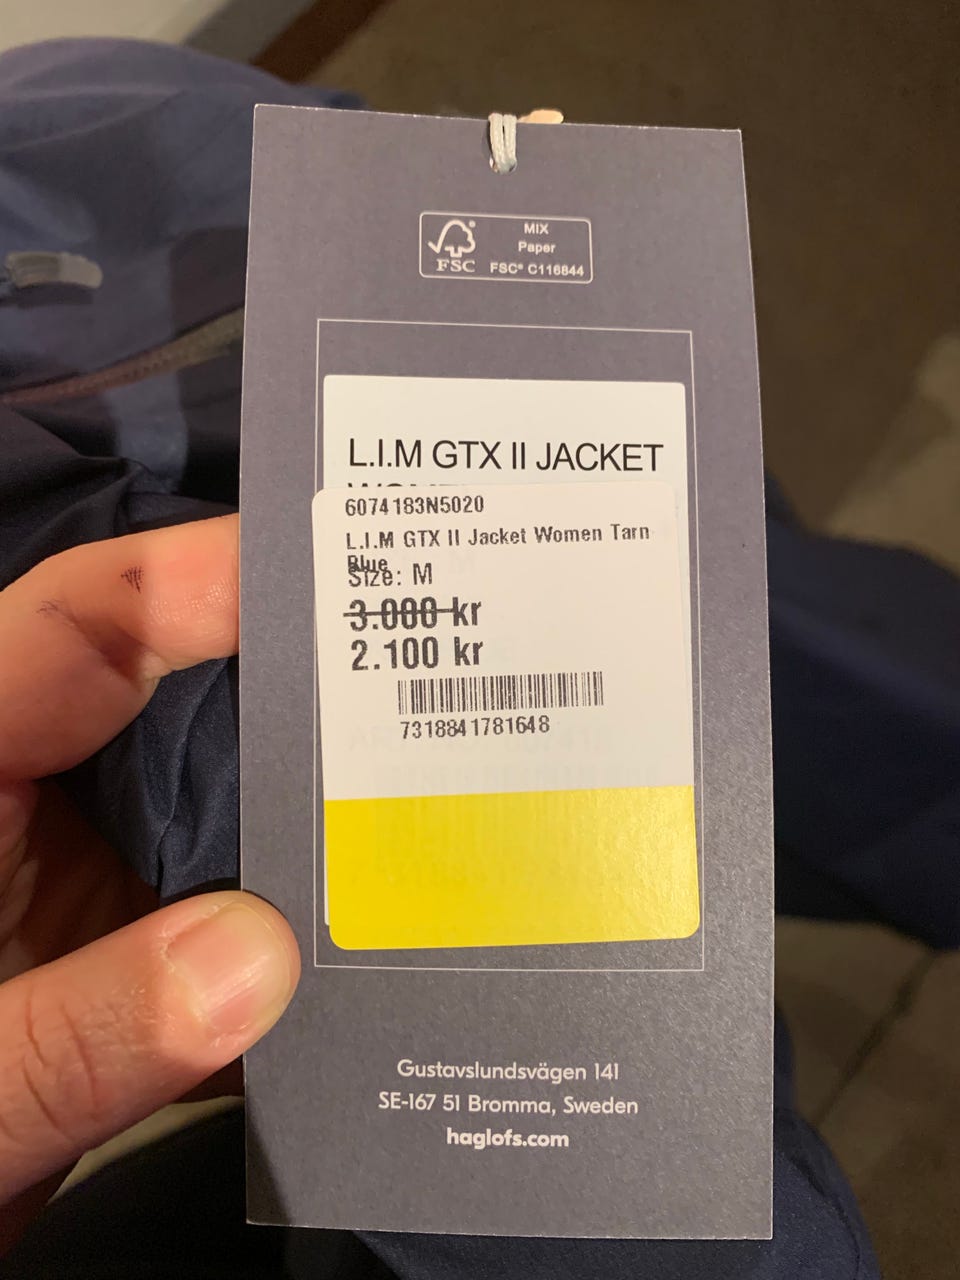 MIX
Paper
FSC® C116844
FSC
L.I.M GTX II JACKET
6074183N5020
L.I.M GTX II Jacket Women Tarn
Blue
Size: M
3.000 kr
2.100 kr
7318841781648
Gustavslundsvägen 141
SE-167 51 Bromma, Sweden
haglofs.com